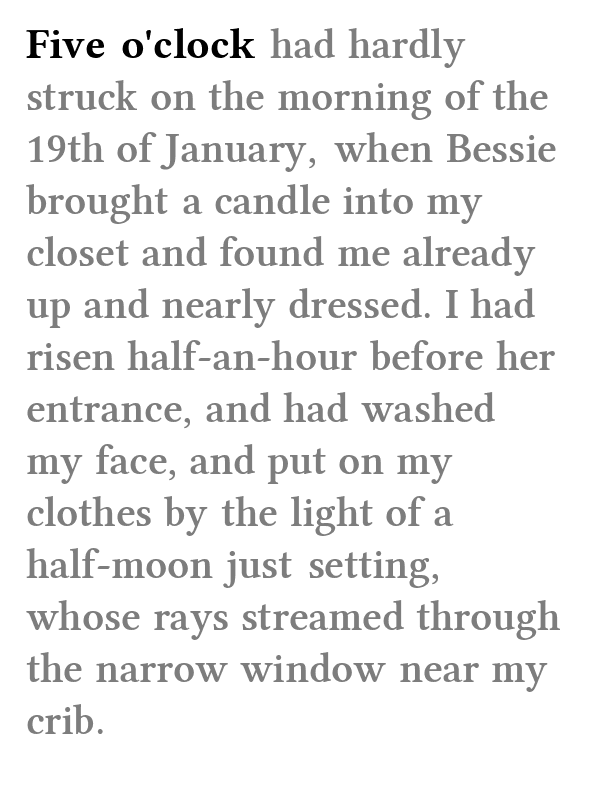 Five o'clock had hardly
struck on the morning of the
19th of January, when Bessie
brought a candle into my
closet and found me already
up and nearly dressed. I had
risen half-an-hour before her
entrance, and had washed
my face, and put on my
clothes by the light of a
half-moon just setting,
whose rays streamed through
the narrow window near my
crib.